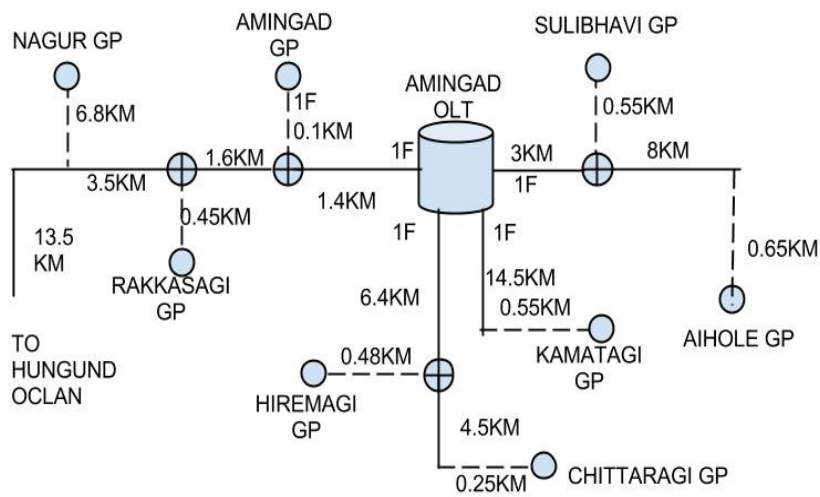 NAGUR GP
6.8KM
AMINGAD
GP
1F
0.1KM
AMINGAD
OLT
SULIBHAVI GP
0.55KM
1.6KM
3.5KM
1.4KM
1F
3KM
1F
8KM
13.5
KM
0.45KM
RAKKASAGI
GP
1F
1F
6.4KM
14.5KM
0.55KM
KAMATAGI
GP
0.65KM
AIHOLE GP
TO
HUNGUND
OCLAN
0.48KM
HIREMAGI
GP
4.5KM
0.25KM
CHITTARAGI GP